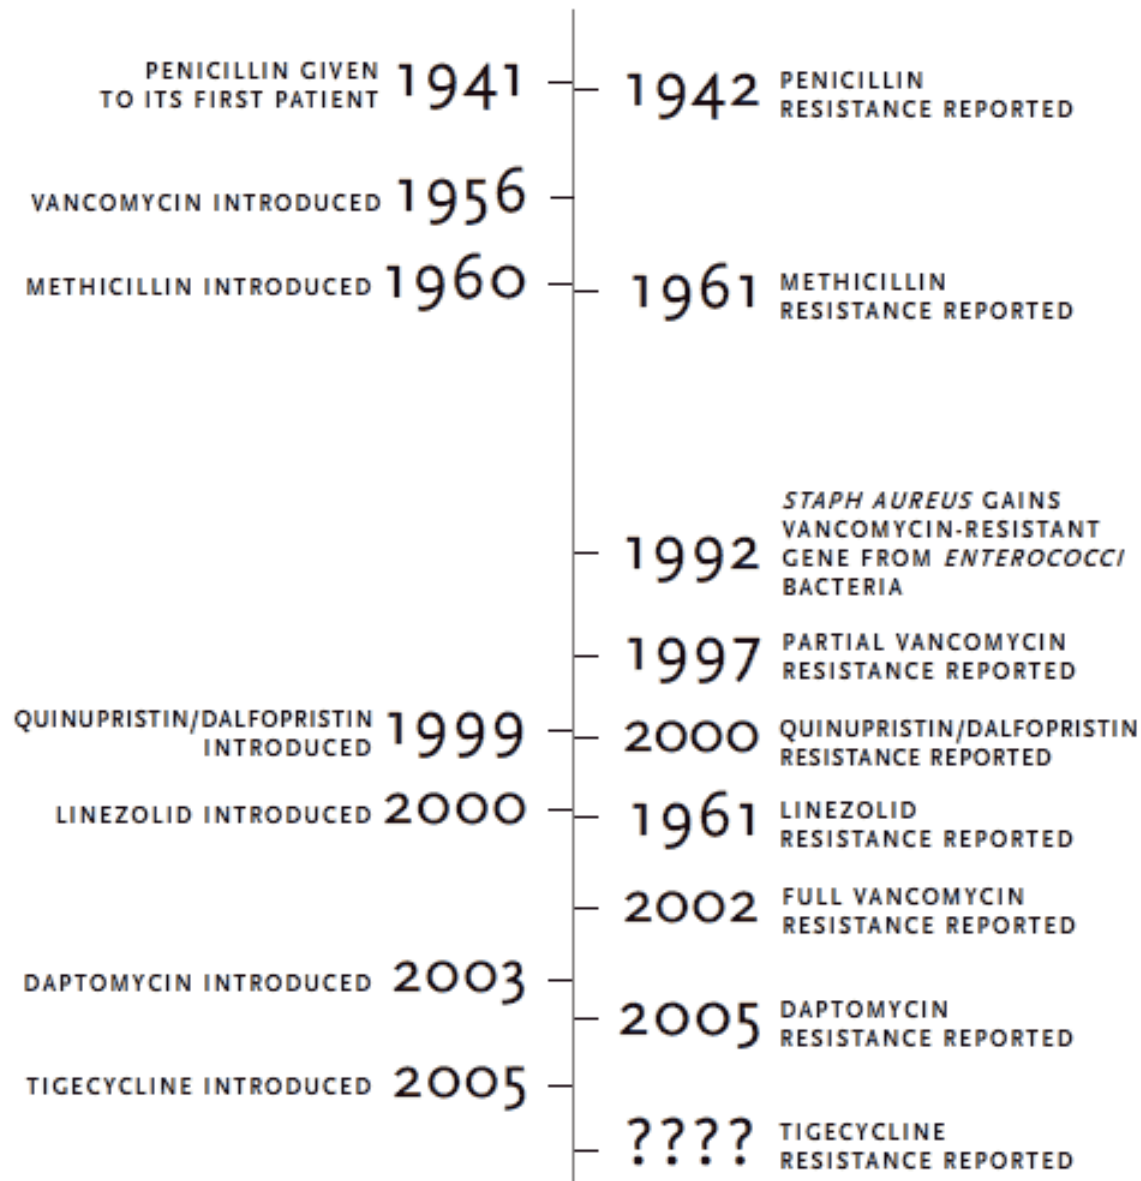 PENICILLIN GIVEN
TO ITS FIRST PATIENT
1941
1942
PENICILLIN
RESISTANCE REPORTED
VANCOMYCIN INTRODUCED 1956
METHICILLIN INTRODUCED 1960
1961
METHICILLIN
RESISTANCE REPORTED
1992
STAPH AUREUS GAINS
VANCOMYCIN-RESISTANT
GENE FROM ENTEROCOCCI
BACTERIA
1997
PARTIAL VANCOMYCIN
RESISTANCE REPORTED
QUINUPRISTIN/DALFOPRISTIN
INTRODUCED
1999
2000
QUINUPRISTIN/DALFOPRISTIN
RESISTANCE REPORTED
LINEZOLID INTRODUCED 2000
1961
LINEZOLID
RESISTANCE REPORTED
2002
FULL VANCOMYCIN
RESISTANCE REPORTED
DAPTOMYCIN INTRODUCED 2003
2005
DAPTOMYCIN
RESISTANCE REPORTED
TIGECYCLINE INTRODUCED 2005
????
TIGECYCLINE
RESISTANCE REPORTED